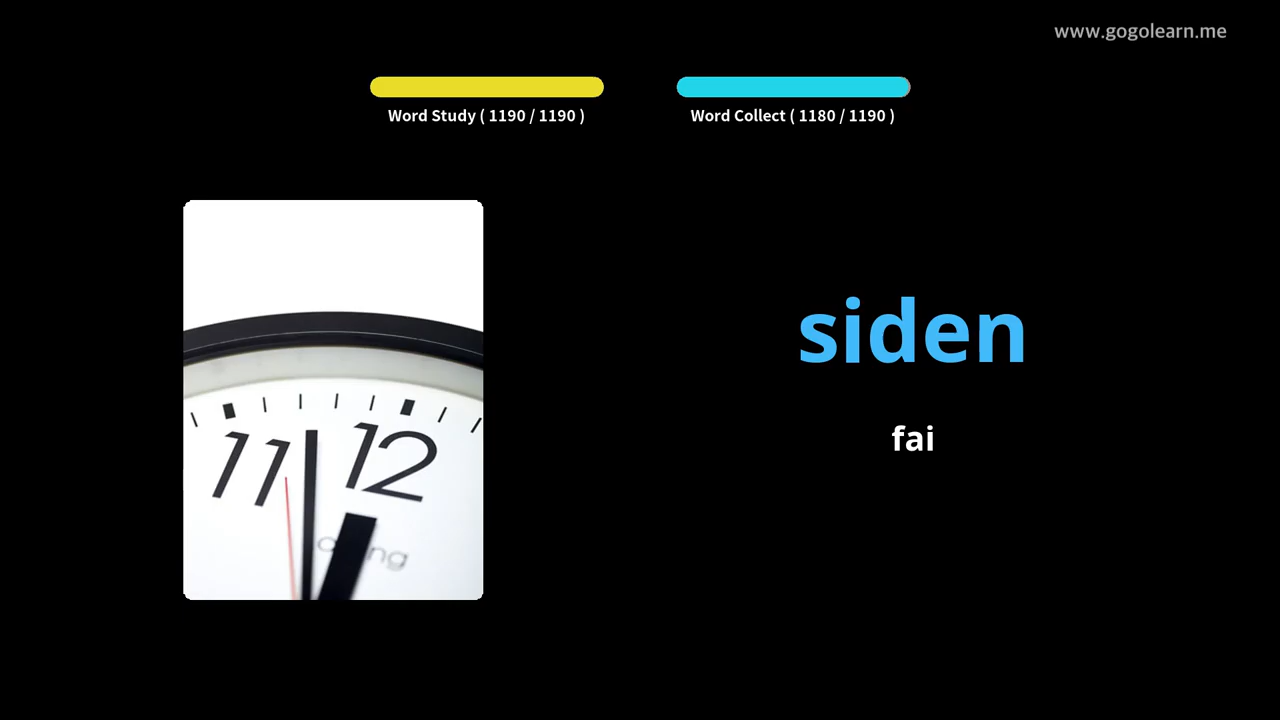 www.gogolearn.me
Word Study ( 1190 / 1190 )
Word Collect ( 1180 / 1190 )
siden
fai
11
12